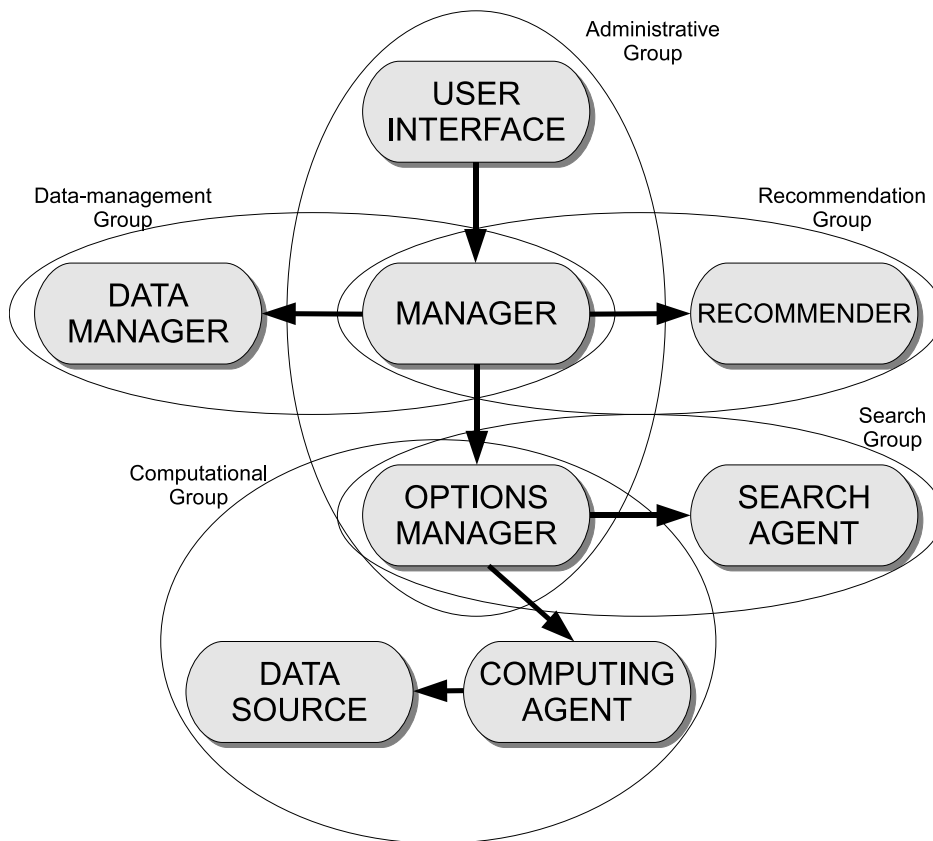 Administrative
Group
USER
INTERFACE
Data-management
Group
Recommendation
Group
DATA
MANAGER
MANAGER
RECOMMENDER
Search
Group
Computational
Group
OPTIONS
MANAGER
SEARCH
AGENT
DATA
SOURCE
COMPUTING
AGENT